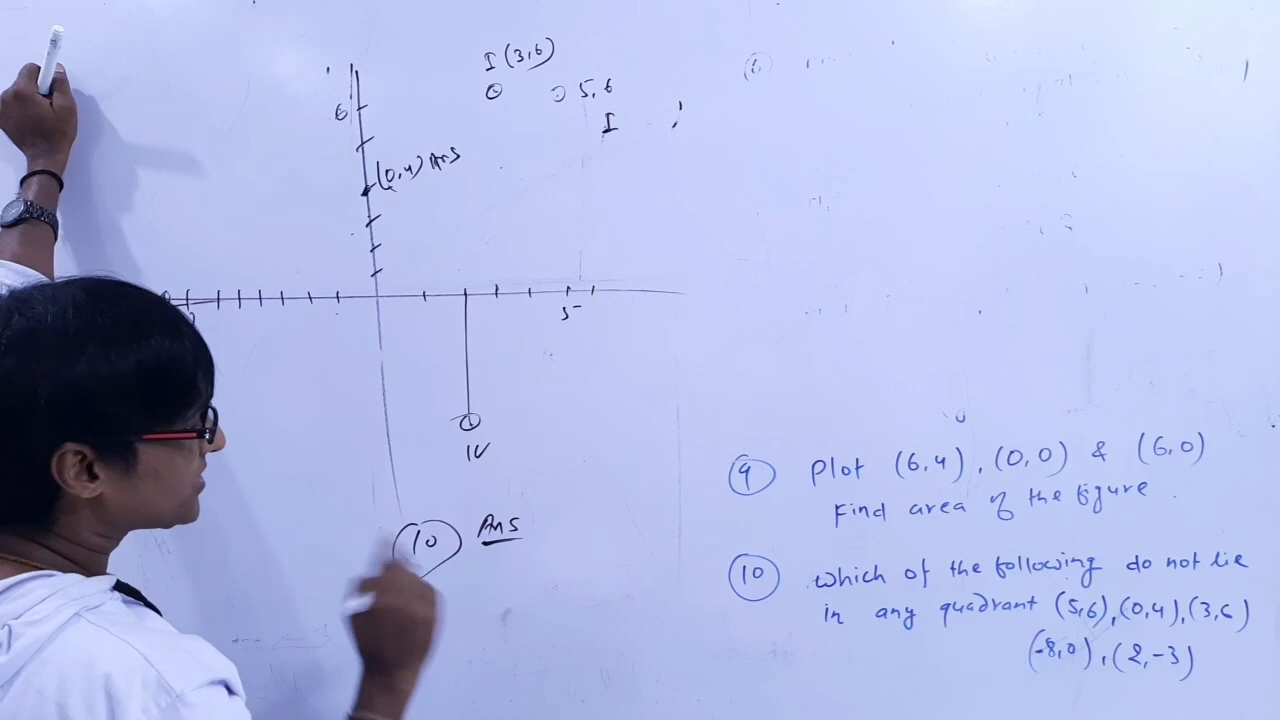 I (3,6)
5,6
I
6
(0,4) Ans
5
IV
10 Ans
(6)
9 Plot (6,4), (0,0) & (6,0)
Find area of the figure.
10 which of the following do not lie
in any quadrant (5,6), (0,4), (3,6)
(-8,0), (2,-3)